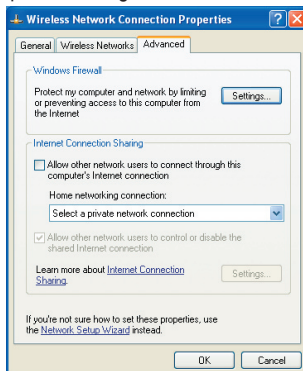 Wireless Network Connection Properties
General Wireless Networks Advanced
Windows Firewall
Protect my computer and network by limiting
or preventing access to this computer from
the Internet
Settings...
Internet Connection Sharing
Allow other network users to connect through this
computer's Internet connection
Home networking connection:
Select a private network connection
Allow other network users to control or disable the
shared Internet connection
Learn more about Internet Connection
Sharing.
Settings...
If you're not sure how to set these properties, use
the Network Setup Wizard instead.
OK Cancel